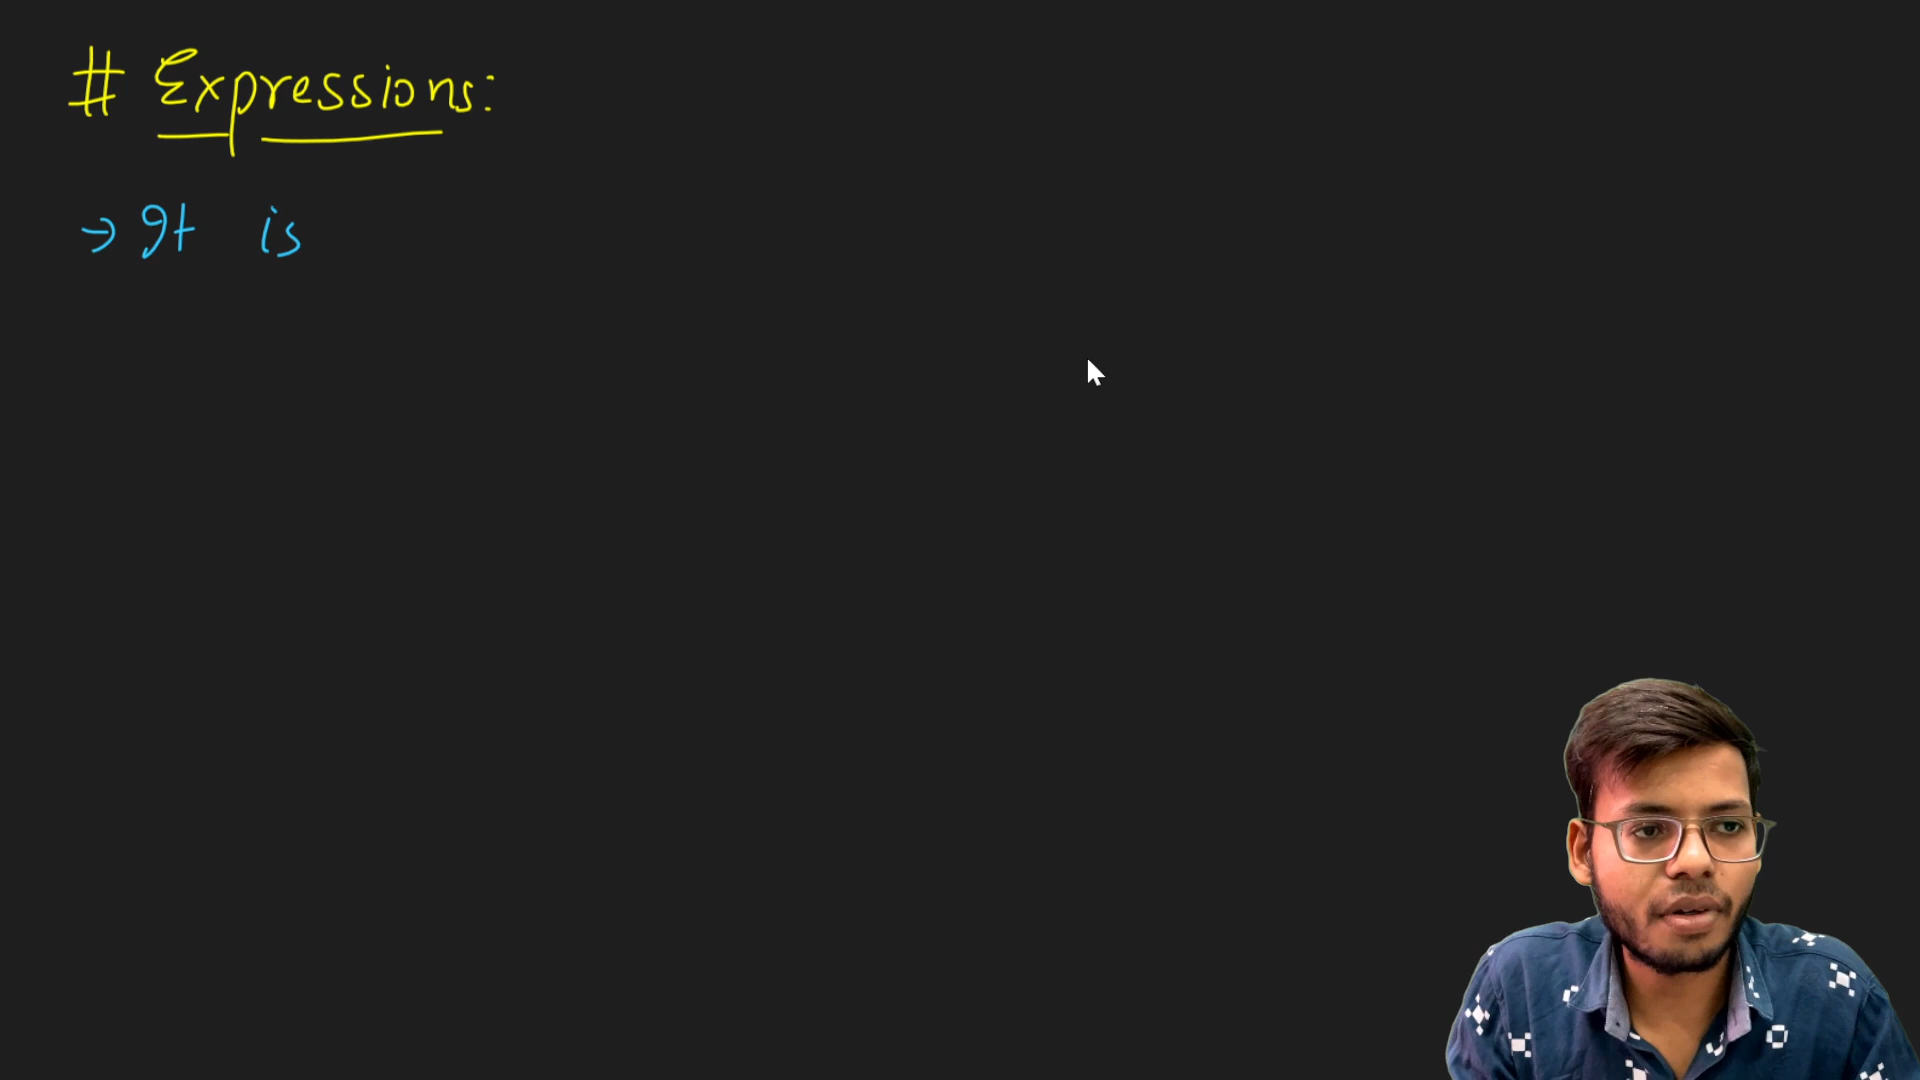 # Expressions:
→ It is